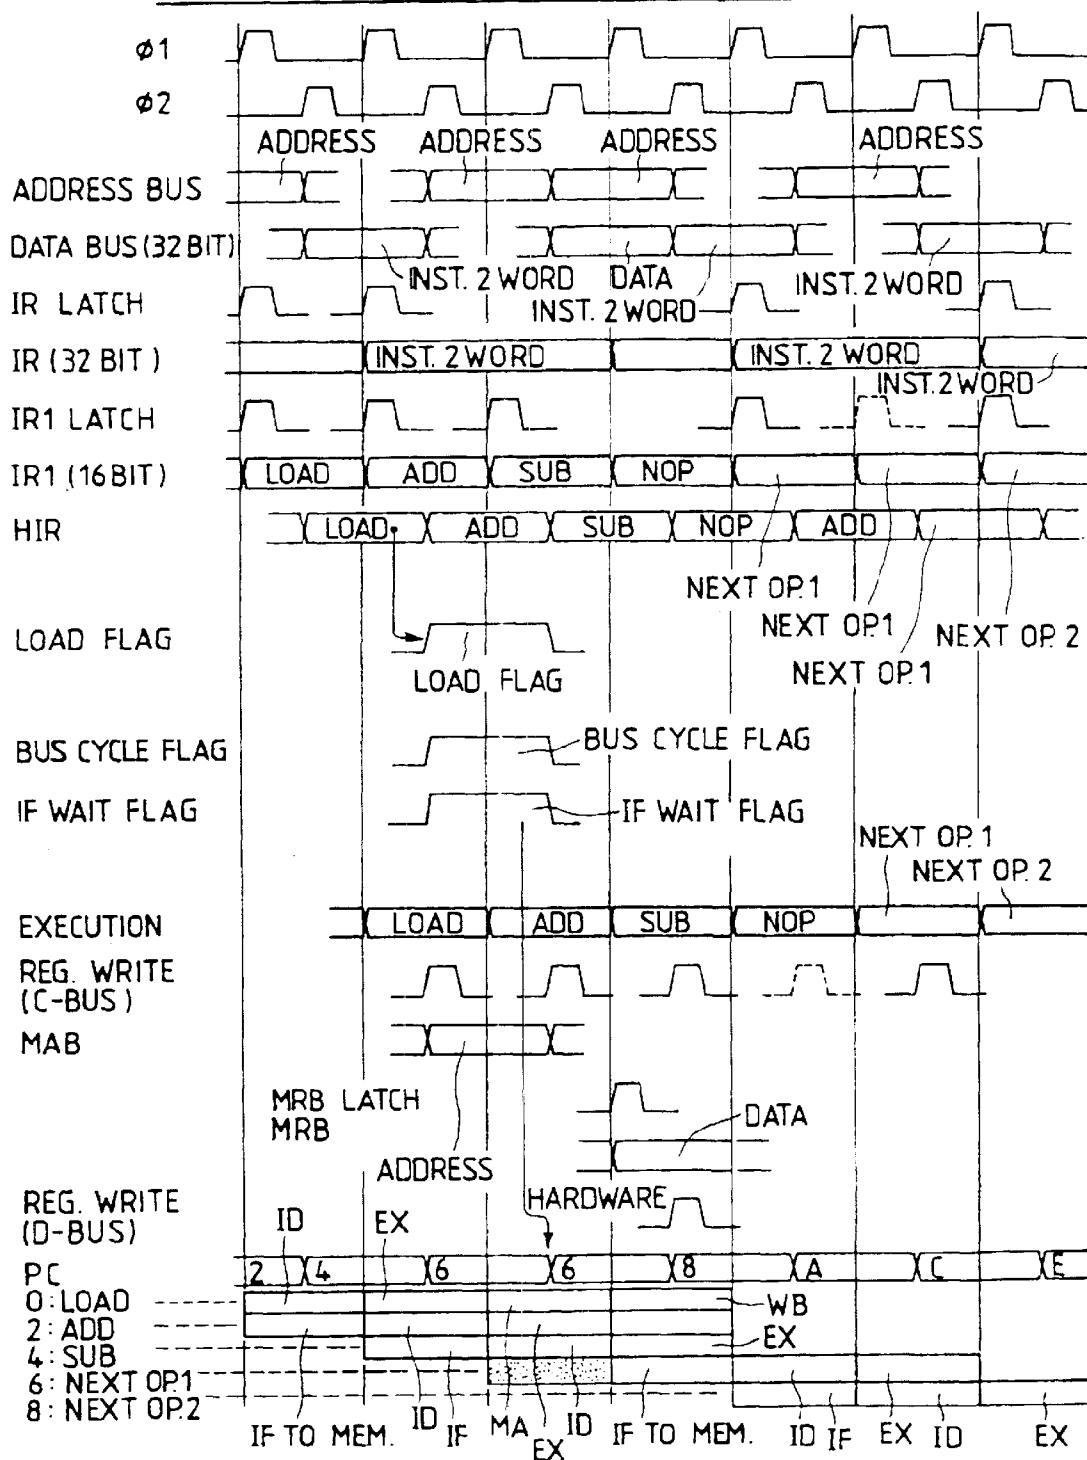 ø1
ø2
ADDRESS ADDRESS ADDRESS ADDRESS
ADDRESS BUS
DATA BUS (32 BIT)
INST. 2 WORD DATA INST. 2 WORD
IR LATCH
INST. 2 WORD
IR (32 BIT) INST. 2 WORD INST. 2 WORD
INST. 2 WORD
IR1 LATCH
IR1 (16 BIT) LOAD ADD SUB NOP
HIR LOAD ADD SUB NOP ADD
NEXT OP.1
NEXT OP.1 NEXT OP. 2
LOAD FLAG
NEXT OP.1
LOAD FLAG
BUS CYCLE FLAG BUS CYCLE FLAG
IF WAIT FLAG IF WAIT FLAG
NEXT OP. 1
NEXT OP. 2
EXECUTION LOAD ADD SUB NOP
REG. WRITE
(C-BUS)
MAB
MRB LATCH
MRB DATA
ADDRESS
REG. WRITE HARDWARE
(D-BUS) ID EX
PC 2 4 6 6 8 A C E
0: LOAD WB
2: ADD EX
4: SUB
6: NEXT OP.1
8: NEXT OP.2
IF TO MEM. ID IF MA EX ID IF TO MEM. ID IF EX ID EX